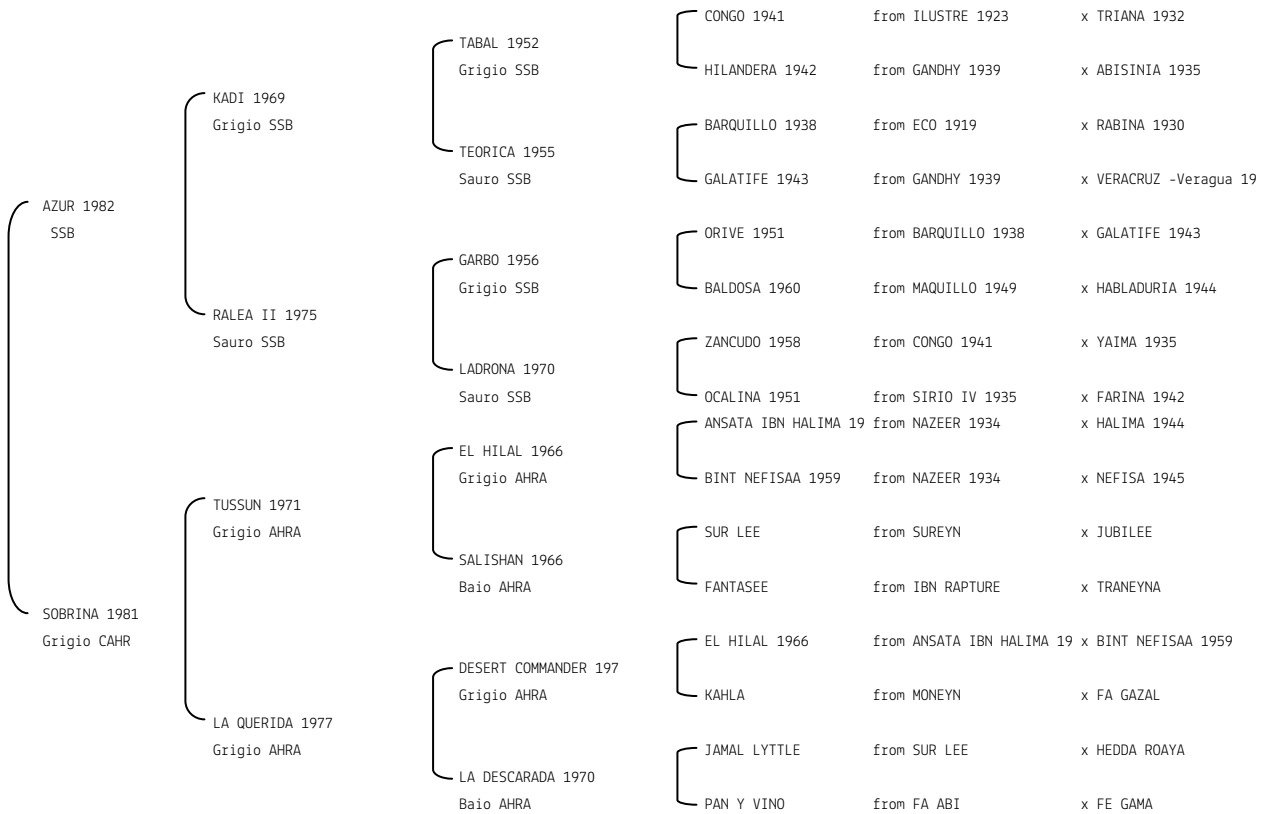 CONGO 1941 from ILUSTRE 1923 x TRIANA 1932
TABAL 1952
Grigio SSB HILANDERA 1942 from GANDHY 1939 x ABISINIA 1935
KADI 1969
Grigio SSB BARQUILLO 1938 from ECO 1919 x RABINA 1930
TEORICA 1955
Sauro SSB GALATIFE 1943 from GANDHY 1939 x VERACRUZ -Veragua 19
AZUR 1982
SSB ORIVE 1951 from BARQUILLO 1938 x GALATIFE 1943
GARBO 1956
Grigio SSB BALDOSA 1960 from MAQUILLO 1949 x HABLADURIA 1944
RALEA II 1975
Sauro SSB ZANCUDO 1958 from CONGO 1941 x YAIMA 1935
LADRONA 1970
Sauro SSB OCALINA 1951 from SIRIO IV 1935 x FARINA 1942
ANSATA IBN HALIMA 19 from NAZEER 1934 x HALIMA 1944
EL HILAL 1966
Grigio AHRA BINT NEFISAA 1959 from NAZEER 1934 x NEFISA 1945
TUSSUN 1971
Grigio AHRA SUR LEE from SUREYN x JUBILEE
SALISHAN 1966
Baio AHRA FANTASEE from IBN RAPTURE x TRANEYNA
SOBRINA 1981
Grigio CAHR EL HILAL 1966 from ANSATA IBN HALIMA 19 x BINT NEFISAA 1959
DESERT COMMANDER 197
Grigio AHRA KAHLA from MONEYN x FA GAZAL
LA QUERIDA 1977
Grigio AHRA JAMAL LYTTLE from SUR LEE x HEDDA ROAYA
LA DESCARADA 1970
Baio AHRA PAN Y VINO from FA ABI x FE GAMA